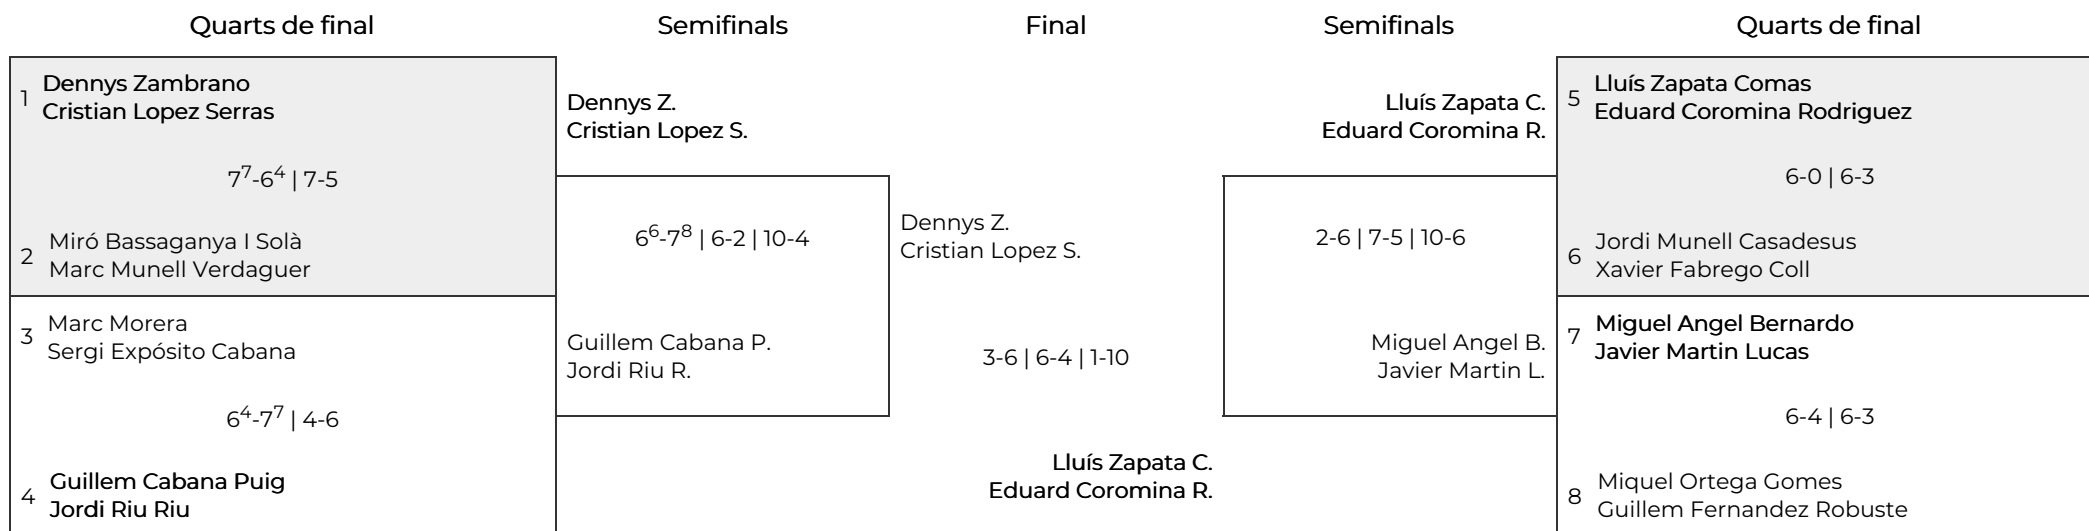 Quarts de final
Semifinals
Final
Semifinals
Quarts de final
1
Dennys Zambrano
Cristian Lopez Serras
7⁷-6⁴ | 7-5
2
Miró Bassaganya I Solà
Marc Munell Verdaguer
3
Marc Morera
Sergi Expósito Cabana
6⁴-7⁷ | 4-6
4
Guillem Cabana Puig
Jordi Riu Riu
Dennys Z.
Cristian Lopez S.
6⁶-7⁸ | 6-2 | 10-4
Guillem Cabana P.
Jordi Riu R.
Dennys Z.
Cristian Lopez S.
3-6 | 6-4 | 1-10
Lluís Zapata C.
Eduard Coromina R.
Lluís Zapata C.
Eduard Coromina R.
2-6 | 7-5 | 10-6
Miguel Angel B.
Javier Martin L.
5
Lluís Zapata Comas
Eduard Coromina Rodriguez
6-0 | 6-3
6
Jordi Munell Casadesus
Xavier Fabrego Coll
7
Miguel Angel Bernardo
Javier Martin Lucas
6-4 | 6-3
8
Miquel Ortega Gomes
Guillem Fernandez Robuste